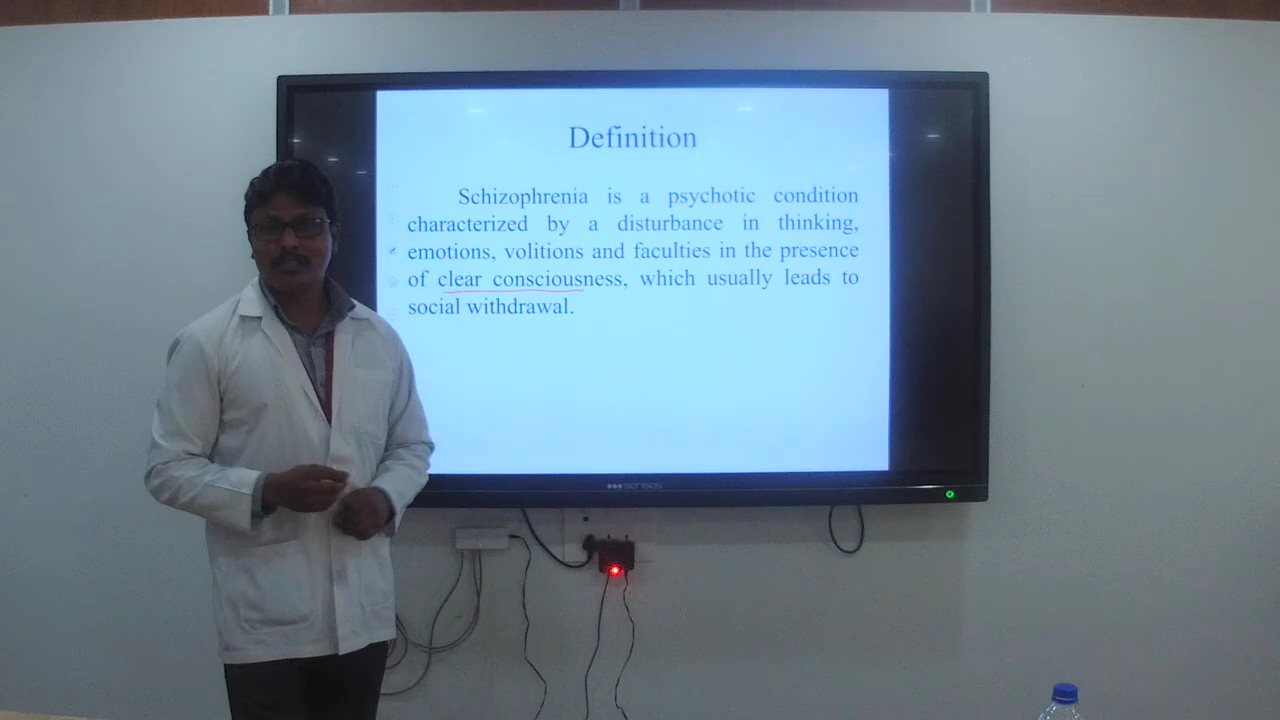 Definition
Schizophrenia is a psychotic condition
characterized by a disturbance in thinking,
emotions, volitions and faculties in the presence
of clear consciousness, which usually leads to
social withdrawal.
senses